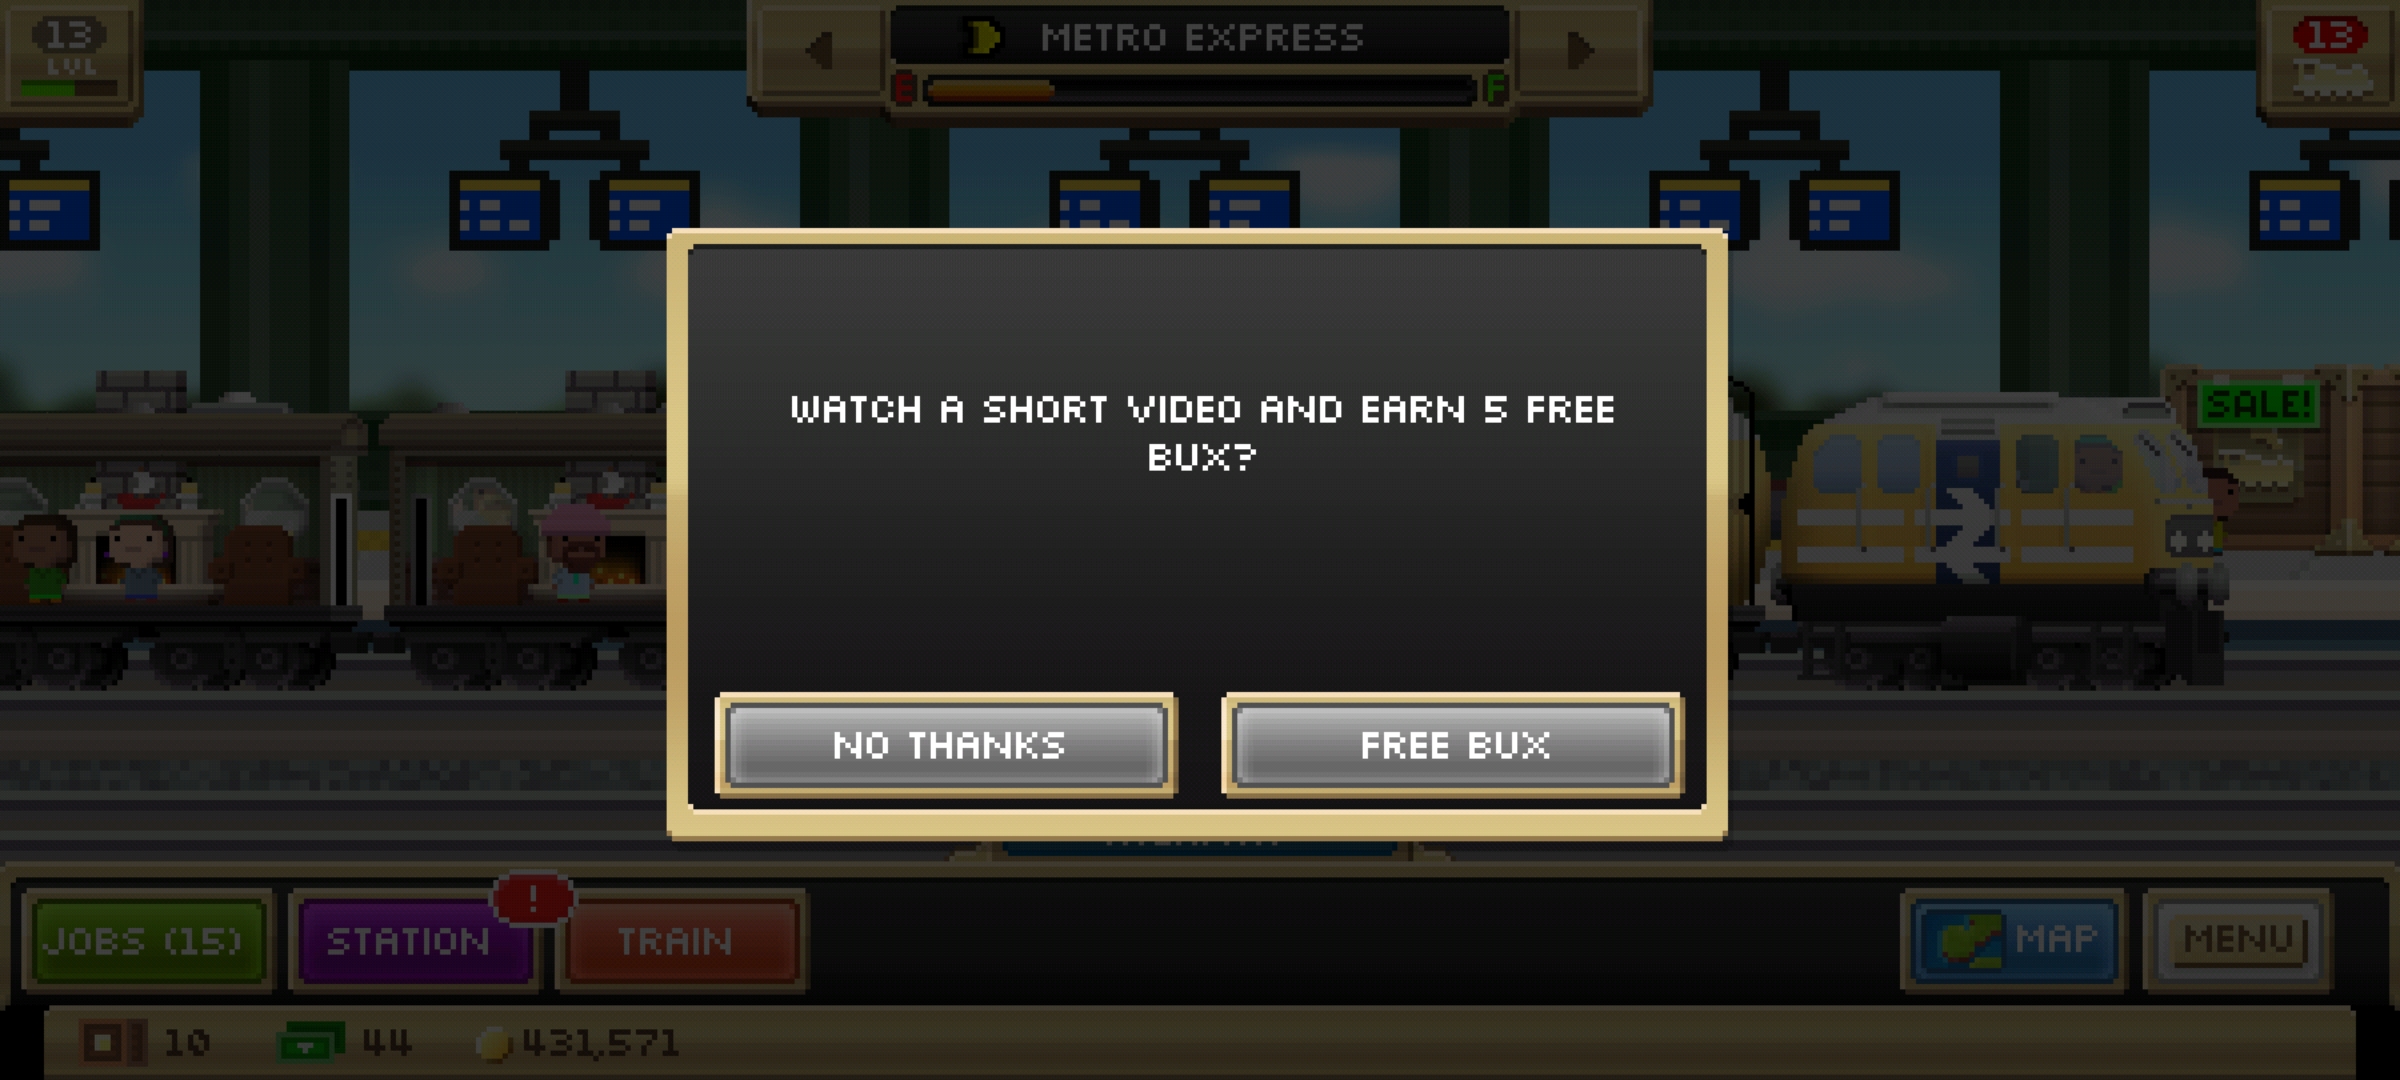 13
LVL
METRO EXPRESS
E
F
13
SALE!
WATCH A SHORT VIDEO AND EARN 5 FREE
BUX?
NO THANKS
FREE BUX
JOBS (15)
STATION
!
TRAIN
MAP
MENU
10
44
431,571